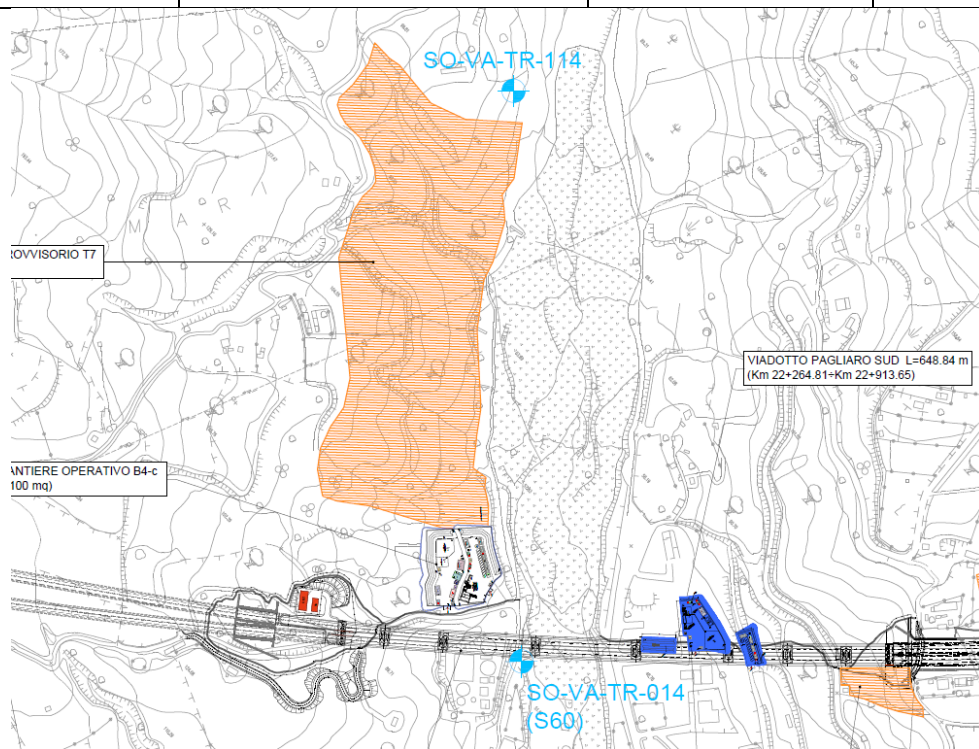 SO-VA-TR-114
MARIA
ROVVISORIO T7
VIADOTTO PAGLIARO SUD L=648.84 m
(Km 22+264.81÷Km 22+913.65)
ANTIERE OPERATIVO B4-c
100 mq)
SO-VA-TR-014
(S60)